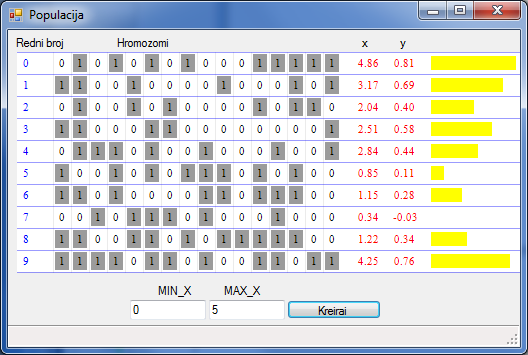 Populacija
Redni broj Hromozomi x y
0 0 1 0 1 0 1 0 1 0 0 0 1 1 1 1 1 4.86 0.81
1 1 1 0 0 1 0 0 0 0 1 0 0 0 1 0 1 3.17 0.69
2 0 1 0 0 1 0 1 0 0 0 0 1 0 1 1 0 2.04 0.40
3 1 1 0 0 0 1 1 0 0 0 0 0 0 0 0 1 2.51 0.58
4 0 1 1 1 0 1 0 0 1 0 0 0 1 0 0 1 2.84 0.44
5 1 0 0 1 0 1 0 1 1 1 0 1 0 1 0 0 0.85 0.11
6 1 1 0 1 0 0 0 0 1 1 0 1 1 1 0 0 1.15 0.28
7 0 0 1 0 1 1 1 0 0 0 0 0 1 0 0 0 0.34 -0.03
8 1 1 0 0 1 1 0 1 0 1 1 1 1 1 0 0 1.22 0.34
9 1 1 1 1 0 1 1 0 1 0 0 1 1 0 1 1 4.25 0.76
MIN_X MAX_X
0 5 Kreirai